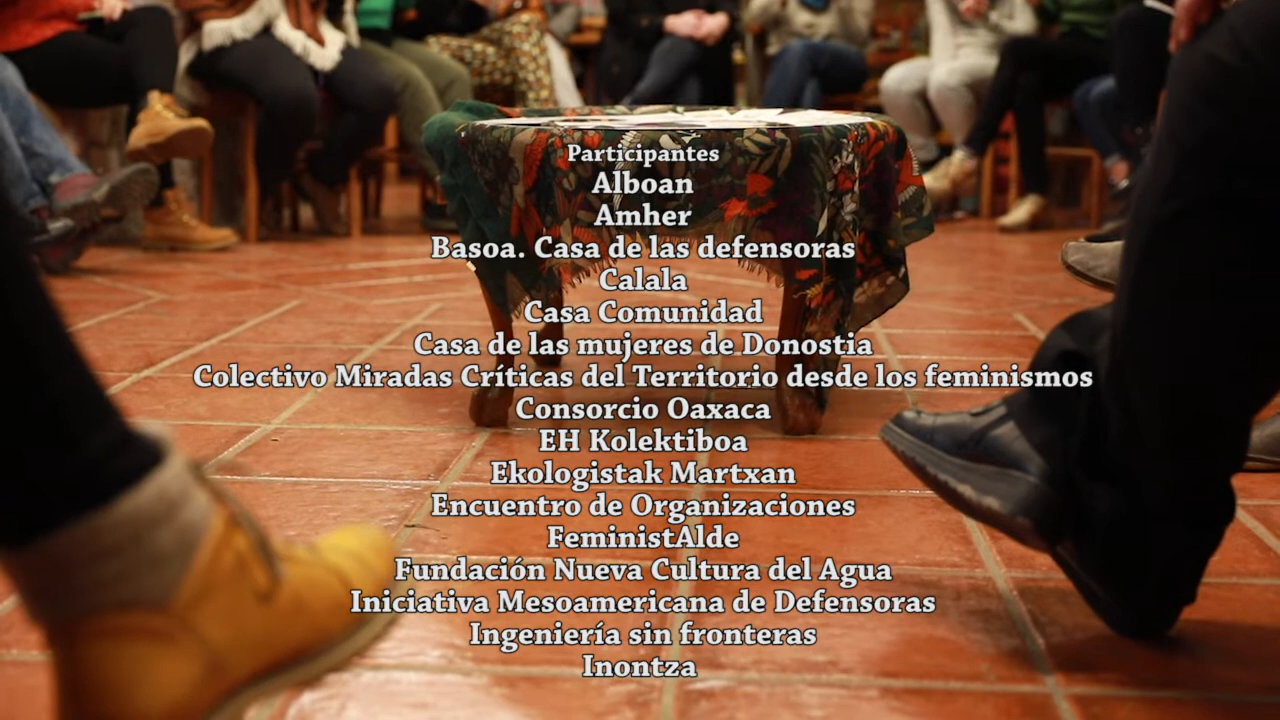 Participantes
Alboan
Amher
Basoa. Casa de las defensoras
Calala
Casa Comunidad
Casa de las mujeres de Donostia
Colectivo Miradas Críticas del Territorio desde los feminismos
Consorcio Oaxaca
EH Kolektiboa
Ekologistak Martxan
Encuentro de Organizaciones
FeministAlde
Fundación Nueva Cultura del Agua
Iniciativa Mesoamericana de Defensoras
Ingeniería sin fronteras
Inontza